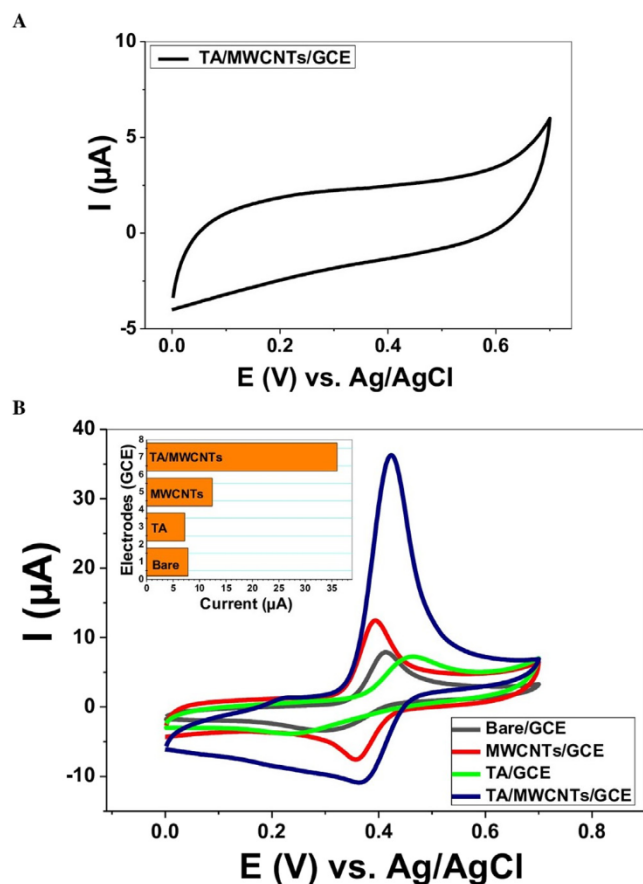 A
10
TA/MWCNTs/GCE
5
0
-5
I (µA)
0.0 0.2 0.4 0.6
E (V) vs. Ag/AgCl
B
40
30
20
10
0
-10
I (µA)
8
7
6
5
4
3
2
1
0
Electrodes (GCE)
TA/MWCNTs
MWCNTs
TA
Bare
0 5 10 15 20 25 30 35
Current (µA)
Bare/GCE
MWCNTs/GCE
TA/GCE
TA/MWCNTs/GCE
0.0 0.2 0.4 0.6 0.8
E (V) vs. Ag/AgCl